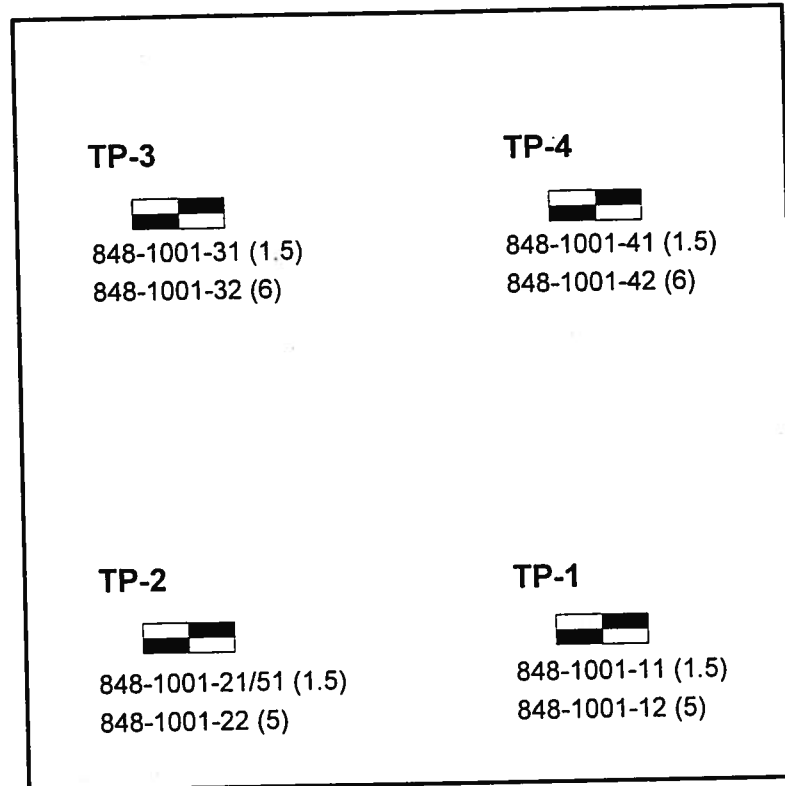 TP-3
848-1001-31 (1.5)
848-1001-32 (6)
TP-4
848-1001-41 (1.5)
848-1001-42 (6)
TP-2
848-1001-21/51 (1.5)
848-1001-22 (5)
TP-1
848-1001-11 (1.5)
848-1001-12 (5)